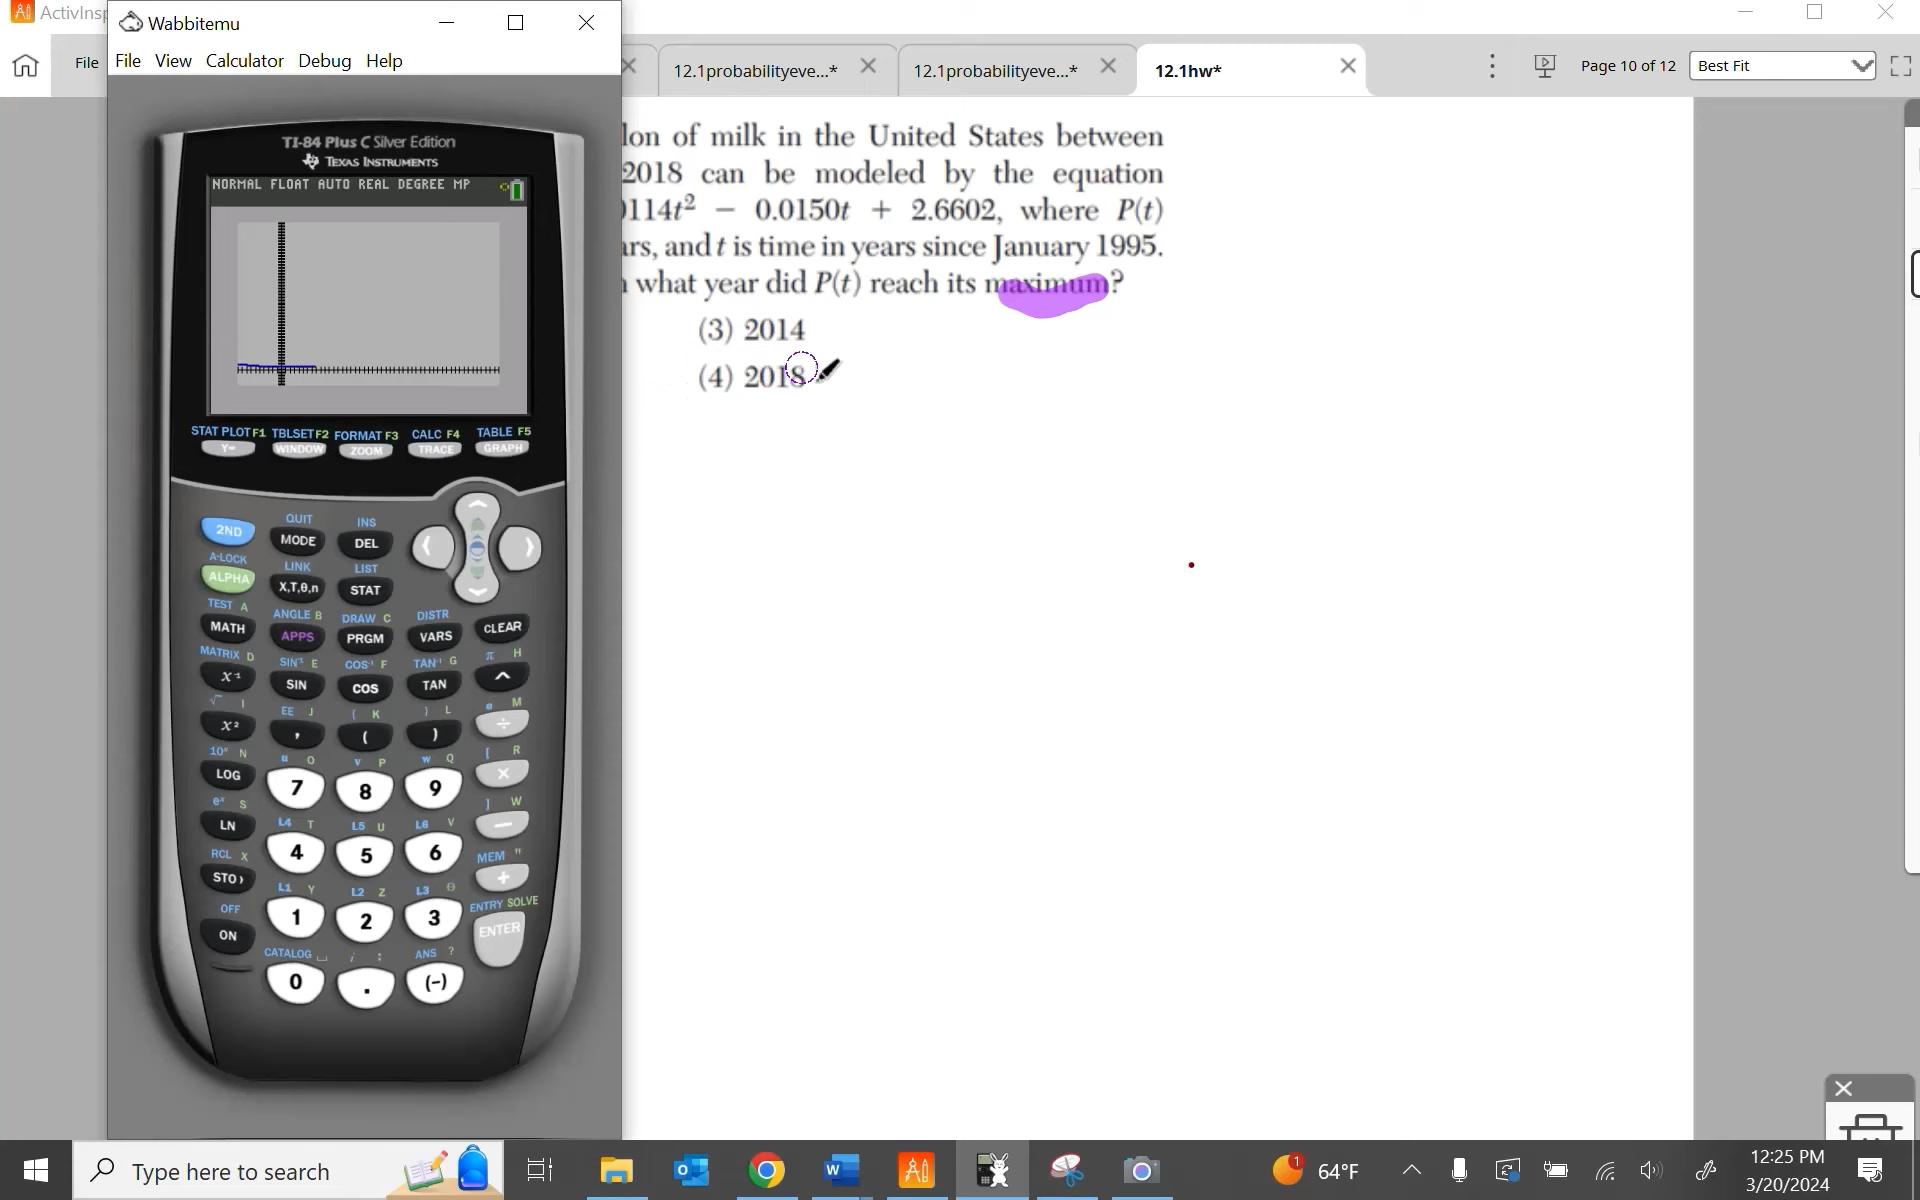 ActivInsp
Wabbitemu
File View Calculator Debug Help
File
12.1probabilityeve...*
12.1probabilityeve...*
12.1hw*
Page 10 of 12
Best Fit
lon of milk in the United States between
2018 can be modeled by the equation
0114t² − 0.0150t + 2.6602, where P(t)
ars, and t is time in years since January 1995.
what year did P(t) reach its maximum?
(3) 2014
(4) 2018
TI-84 Plus C Silver Edition
TEXAS INSTRUMENTS
NORMAL FLOAT AUTO REAL DEGREE MP
STAT PLOT F1 TBLSET F2 FORMAT F3 CALC F4 TABLE F5
Y= WINDOW ZOOM TRACE GRAPH
QUIT INS
2ND MODE DEL
A-LOCK LINK LIST
ALPHA X,T,θ,n STAT
TEST A ANGLE B DRAW C DISTR
MATH APPS PRGM VARS CLEAR
MATRIX D SIN⁻¹ E COS⁻¹ F TAN⁻¹ G π H
X⁻¹ SIN COS TAN ^
√ I EE J { K } L e M
X² , ( ) ÷
10ˣ N u O v P w Q [ R
LOG 7 8 9 ×
eˣ S L4 T L5 U L6 V ] W
LN 4 5 6 −
RCL X L1 Y L2 Z L3 θ MEM "
STO› 1 2 3 +
OFF CATALOG ⎵ i : ANS ? ENTRY SOLVE
ON 0 . (-) ENTER
Type here to search
1
64°F
12:25 PM
3/20/2024